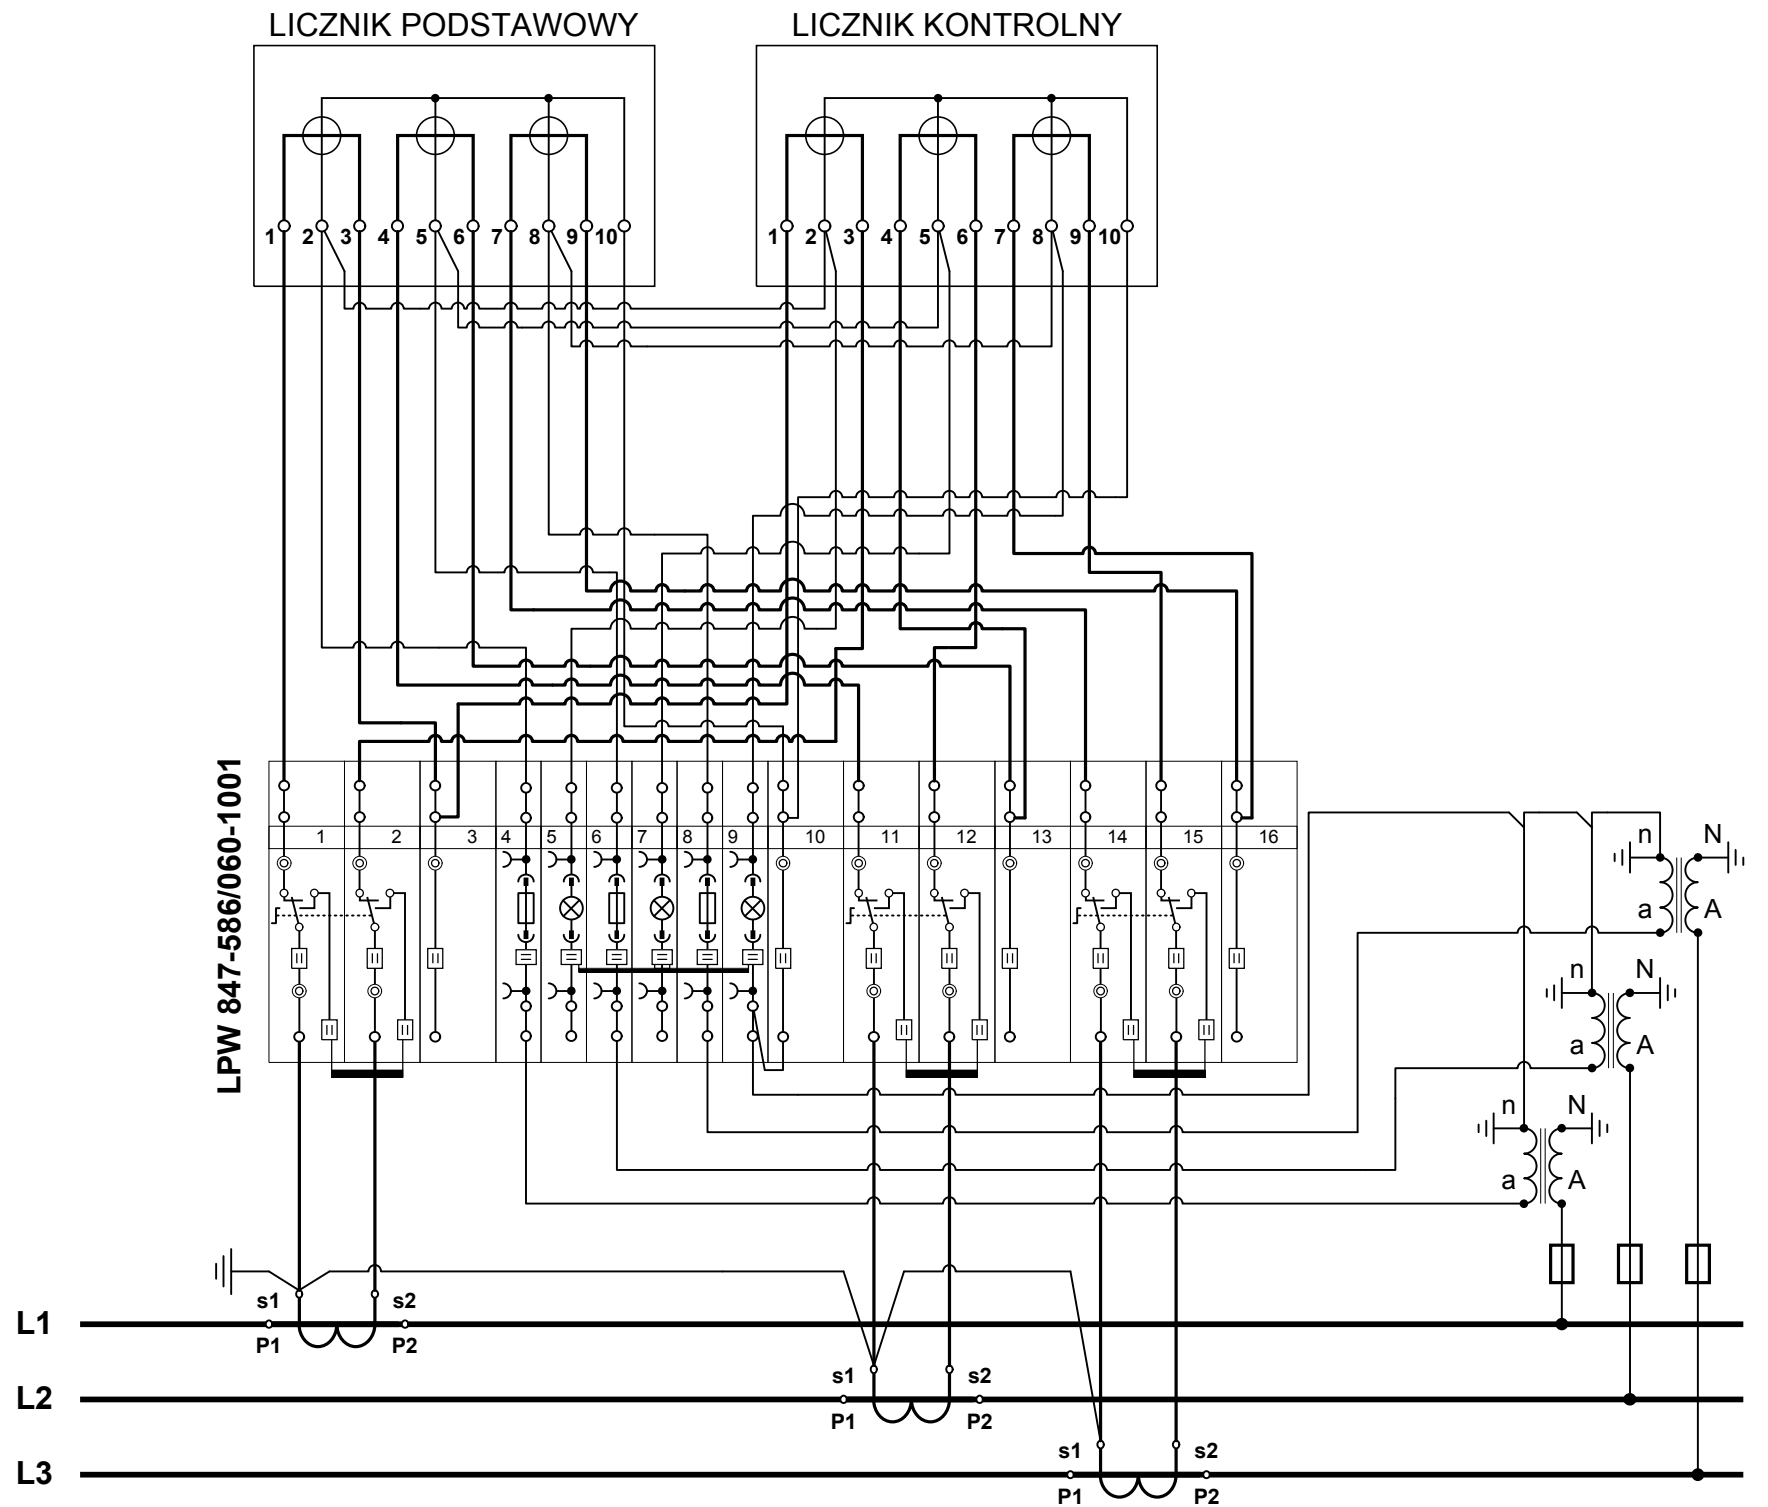 LICZNIK PODSTAWOWY LICZNIK KONTROLNY
1 2 3 4 5 6 7 8 9 10 1 2 3 4 5 6 7 8 9 10
LPW 847-586/060-1001
1 2 3 4 5 6 7 8 9 10 11 12 13 14 15 16
n N
a A
n N
a A
n N
a A
s1 s2
L1
P1 P2
s1 s2
L2
P1 P2
s1 s2
L3
P1 P2